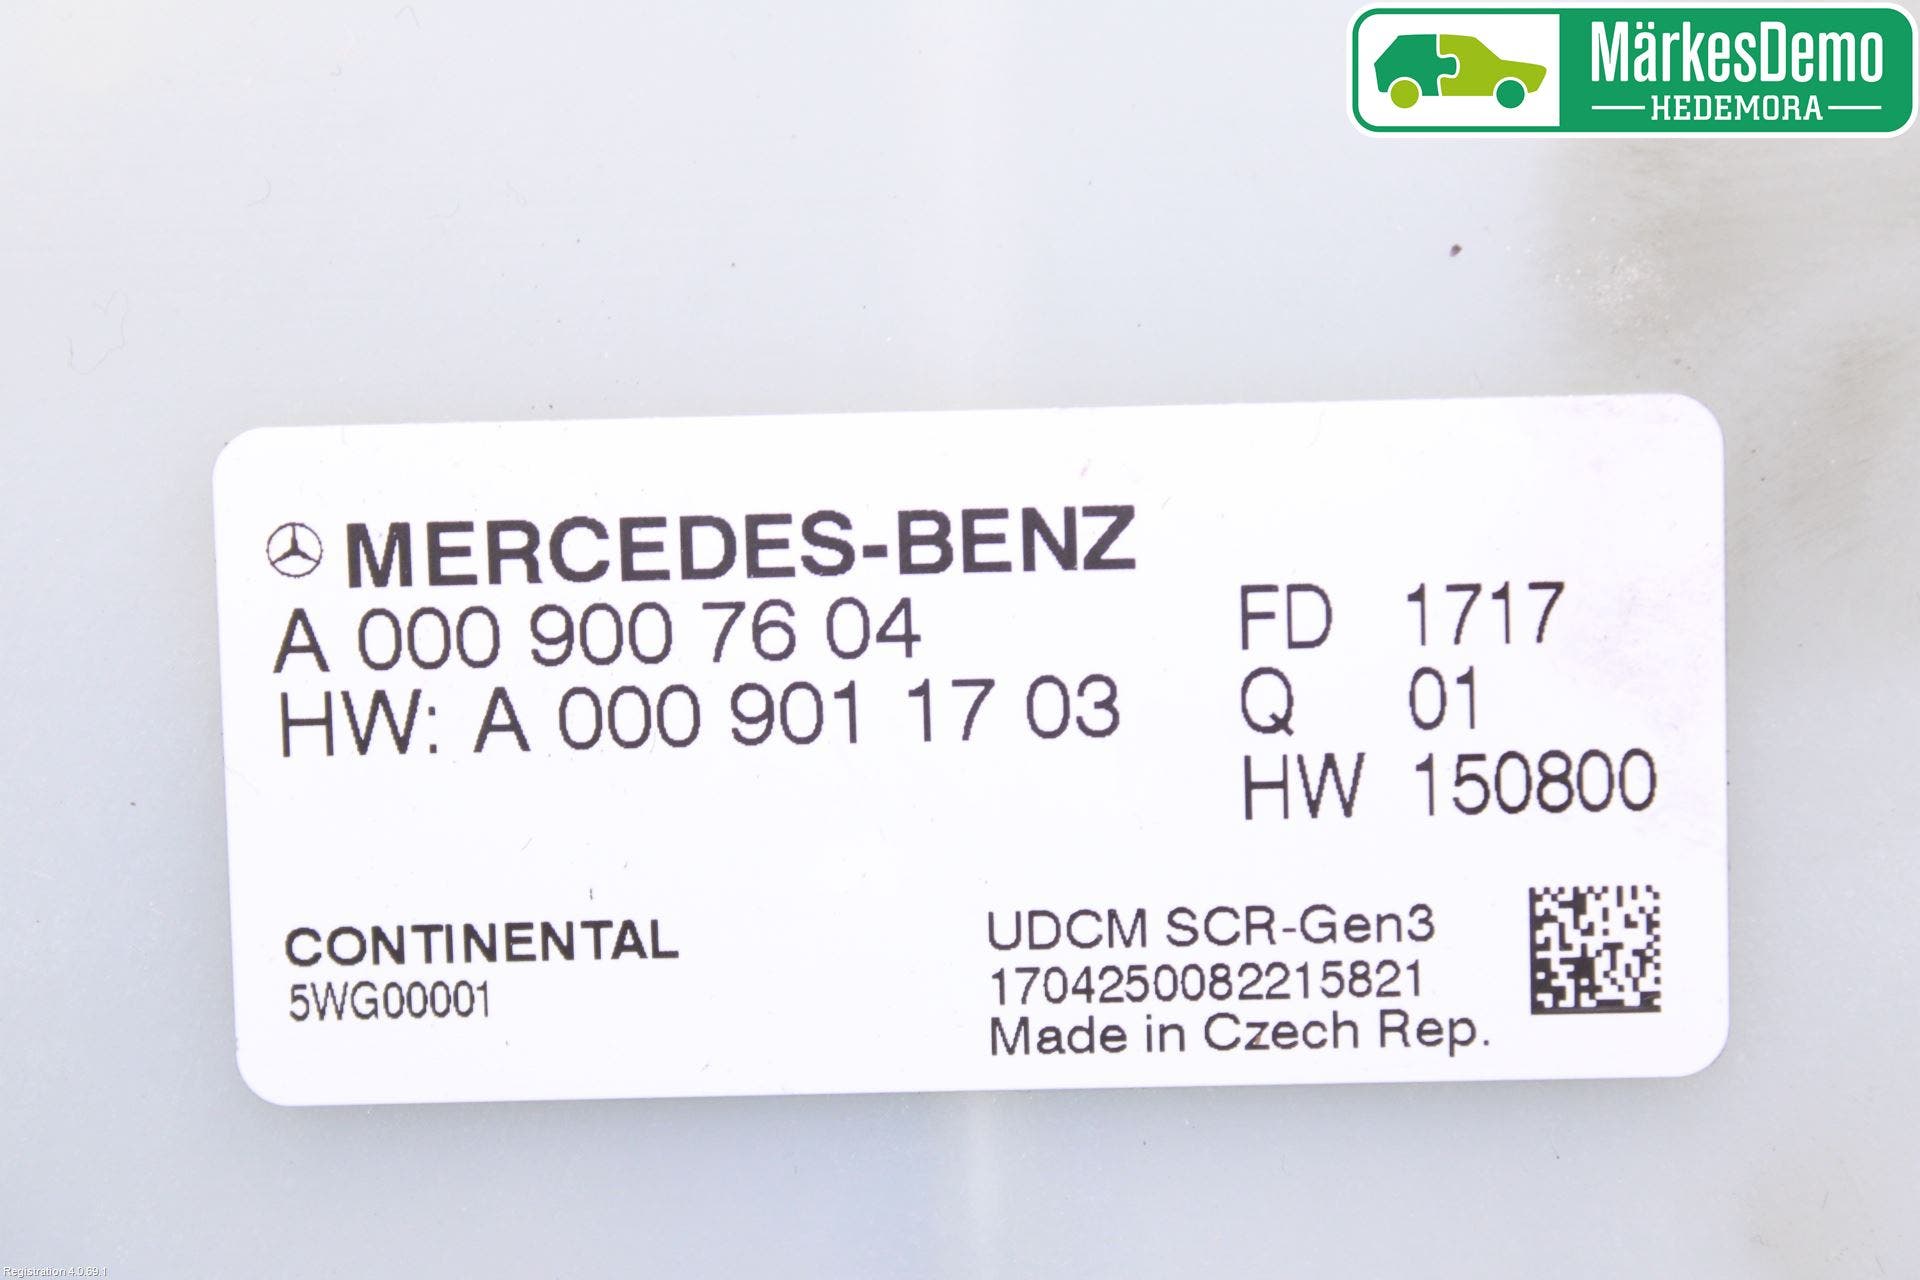 MärkesDemo
HEDEMORA
MERCEDES-BENZ
A 000 900 76 04
HW: A 000 901 17 03
FD 1717
Q 01
HW 150800
CONTINENTAL
5WG00001
UDCM SCR-Gen3
1704250082215821
Made in Czech Rep.
Registration 4.0.69.1